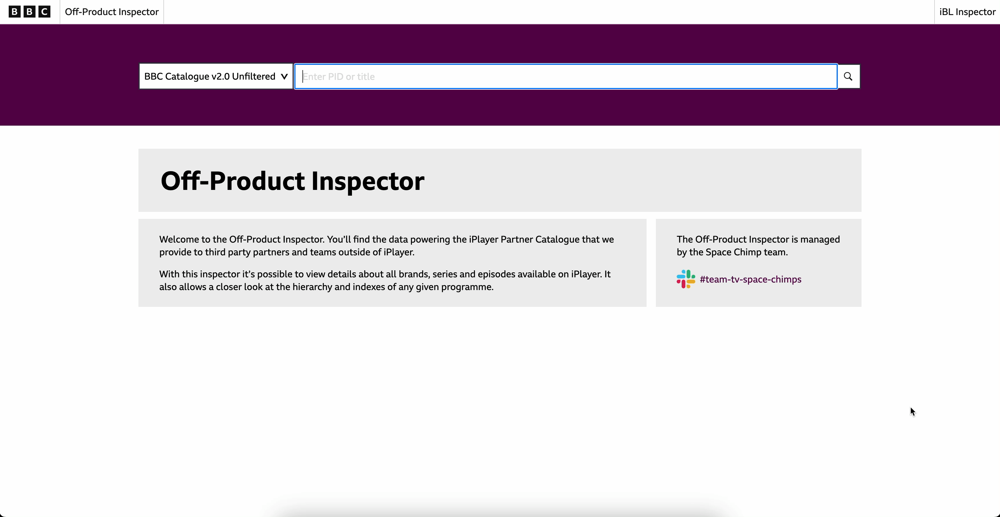 BBC
Off-Product Inspector
iBL Inspector
BBC Catalogue v2.0 Unfiltered
Enter PID or title
Off-Product Inspector
Welcome to the Off-Product Inspector. You’ll find the data powering the iPlayer Partner Catalogue that we
provide to third party partners and teams outside of iPlayer.
With this inspector it’s possible to view details about all brands, series and episodes available on iPlayer. It
also allows a closer look at the hierarchy and indexes of any given programme.
The Off-Product Inspector is managed
by the Space Chimp team.
#team-tv-space-chimps